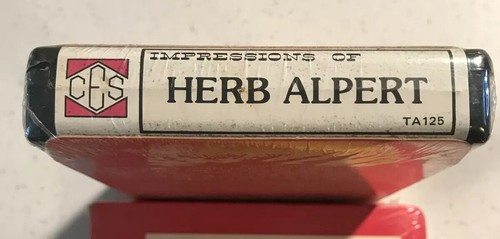 CES
IMPRESSIONS OF
HERB ALPERT
TA125